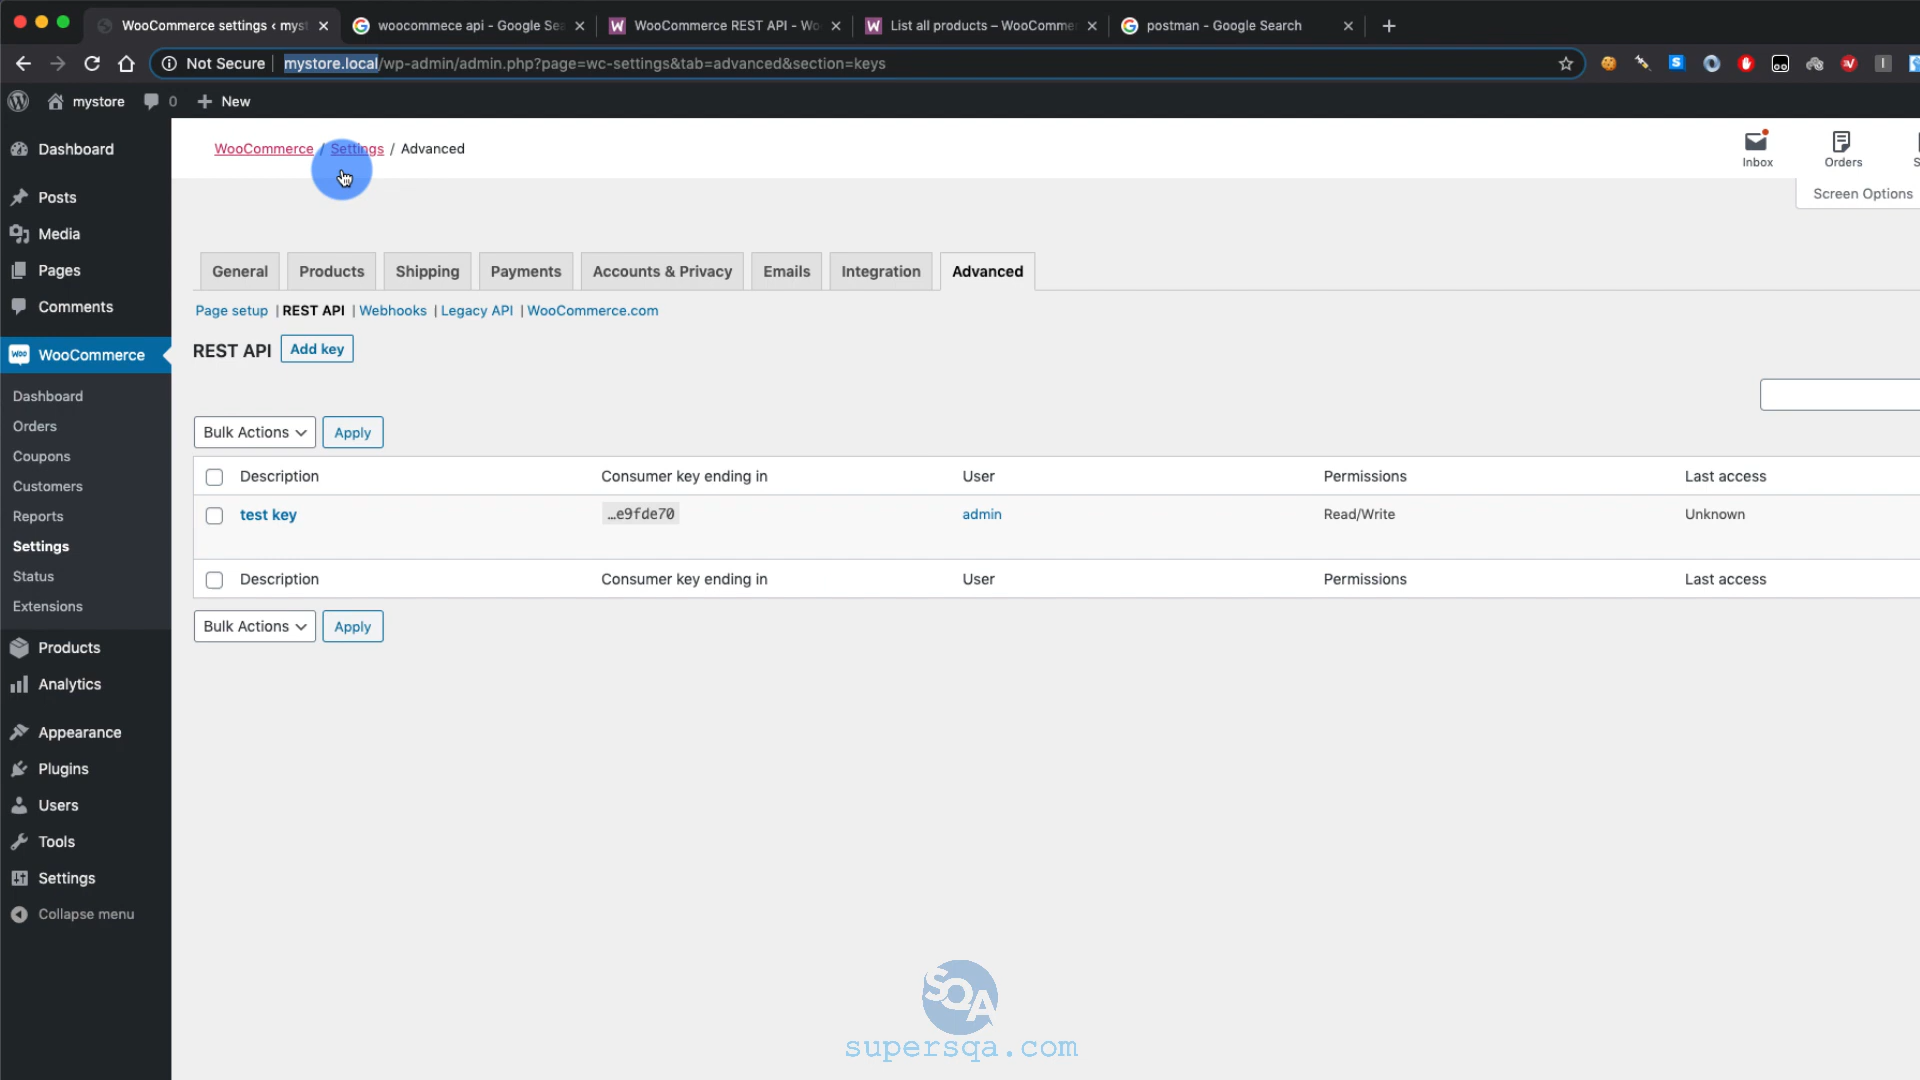 WooCommerce settings ‹ myst
woocommece api - Google Sea
WooCommerce REST API - Wo
List all products – WooCommer
postman - Google Search
Not Secure mystore.local/wp-admin/admin.php?page=wc-settings&tab=advanced&section=keys
mystore 0 + New
WooCommerce / Settings / Advanced
Inbox
Orders
Screen Options
Dashboard
Posts
Media
Pages
Comments
WooCommerce
Dashboard
Orders
Coupons
Customers
Reports
Settings
Status
Extensions
Products
Analytics
Appearance
Plugins
Users
Tools
Settings
Collapse menu
General Products Shipping Payments Accounts & Privacy Emails Integration Advanced
Page setup | REST API | Webhooks | Legacy API | WooCommerce.com
REST API Add key
Bulk Actions Apply
Description Consumer key ending in User Permissions Last access
test key …e9fde70 admin Read/Write Unknown
Description Consumer key ending in User Permissions Last access
Bulk Actions Apply
SQA
supersqa.com